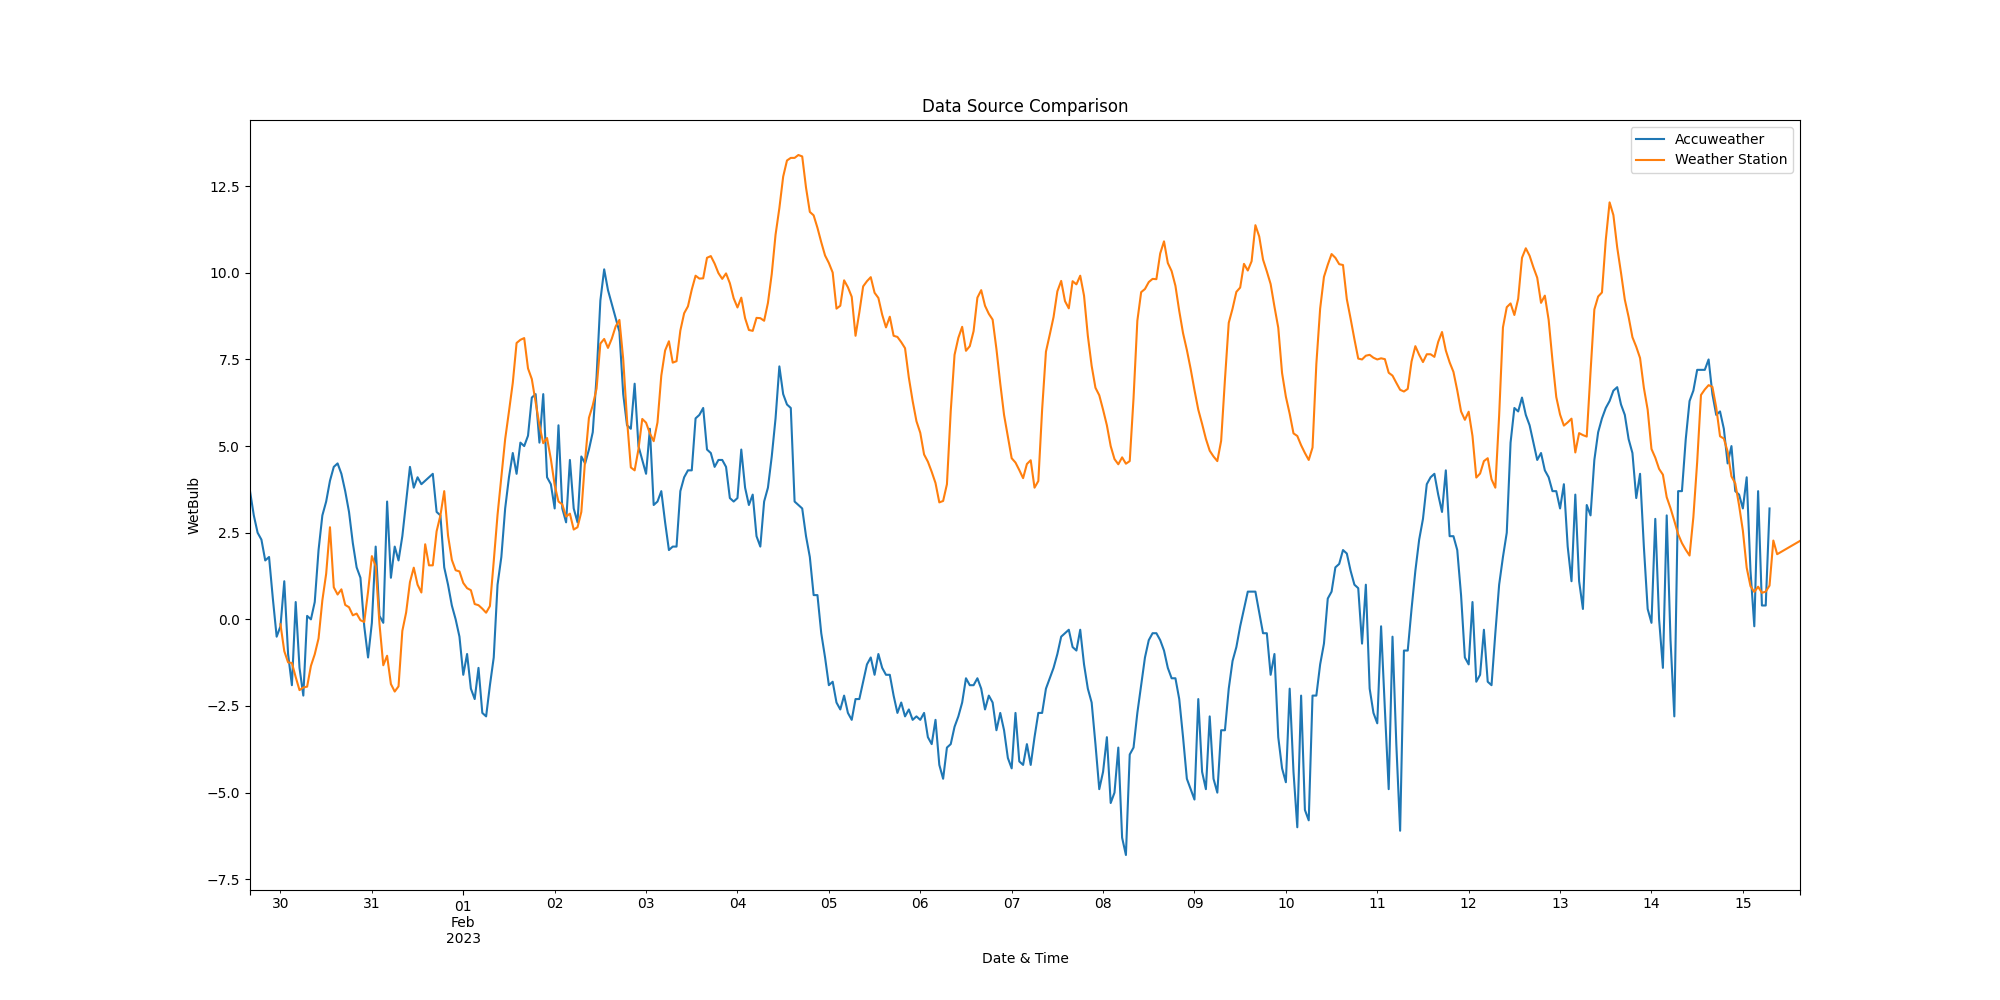 Data Source Comparison
Accuweather
Weather Station
12.5
10.0
7.5
5.0
2.5
0.0
−2.5
−5.0
−7.5
WetBulb
30 31 01 02 03 04 05 06 07 08 09 10 11 12 13 14 15
Feb
2023
Date & Time